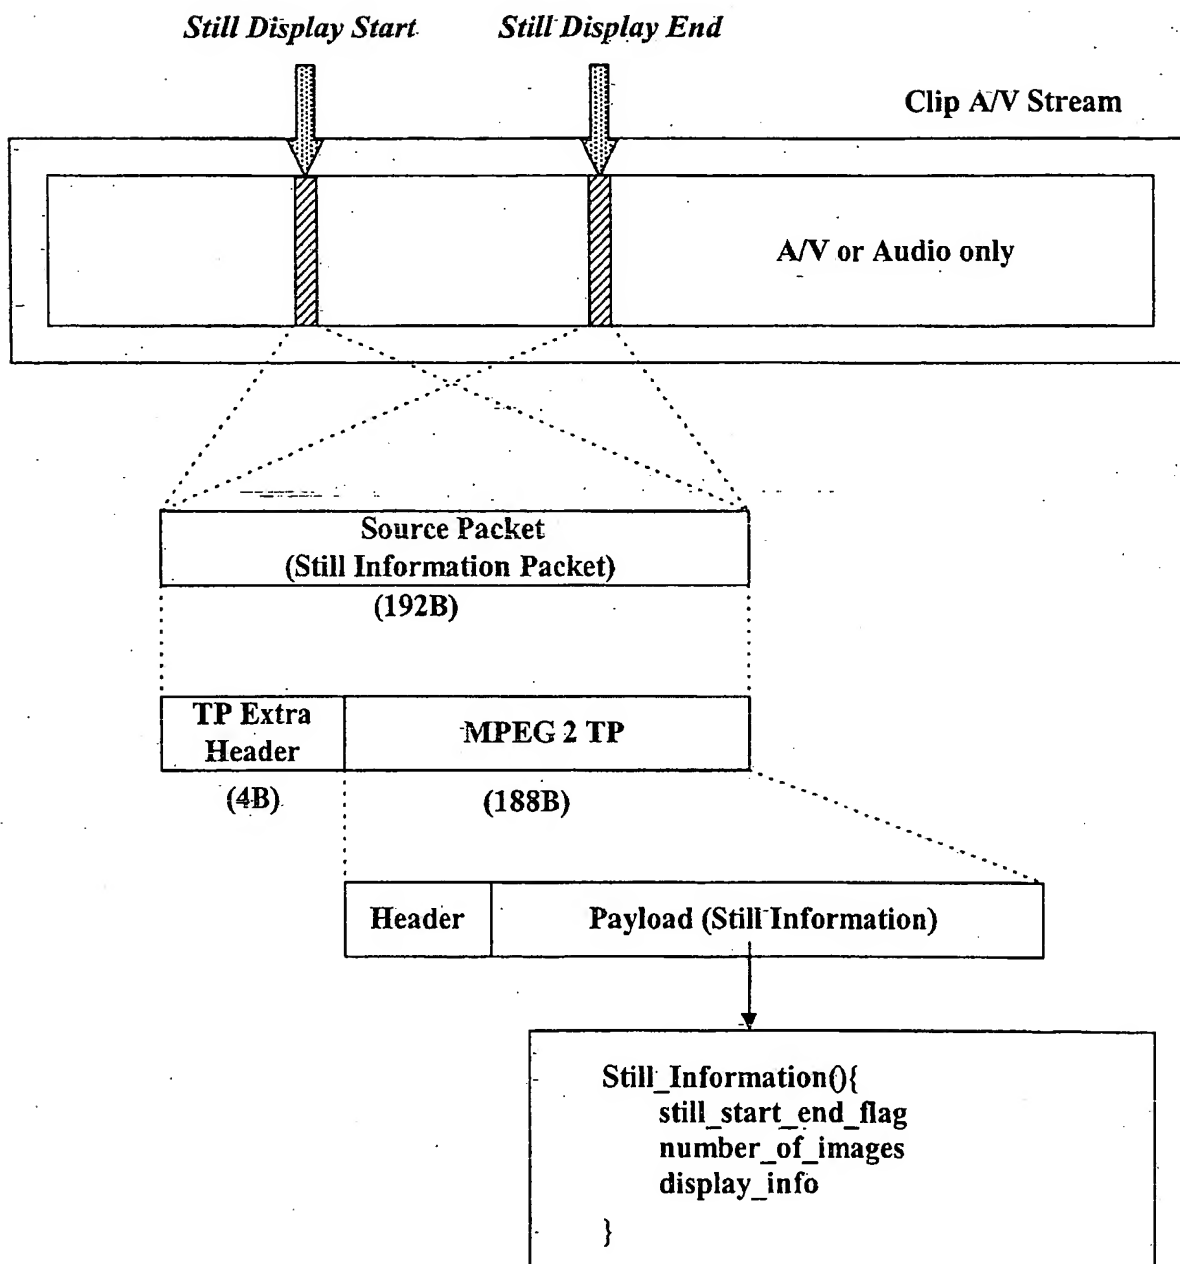 Still Display Start
Still Display End
Clip A/V Stream
A/V or Audio only
Source Packet
(Still Information Packet)
(192B)
TP Extra
Header
MPEG 2 TP
(4B)
(188B)
Header
Payload (Still Information)
Still_Information(){
still_start_end_flag
number_of_images
display_info
}